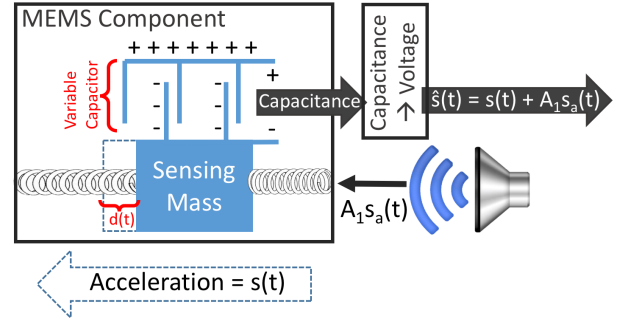 MEMS Component
+ + + + + + +
+
Variable
Capacitor
- - -
- - -
-
Capacitance
Capacitance
→ Voltage
ŝ(t) = s(t) + A₁sₐ(t)
Sensing
Mass
d(t)
A₁sₐ(t)
Acceleration = s(t)